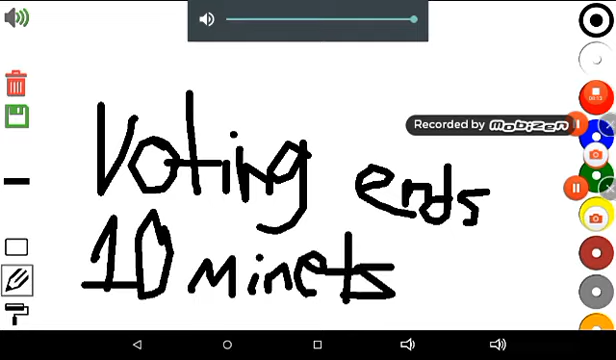 Recorded by mobizen
Voting ends
10 minets